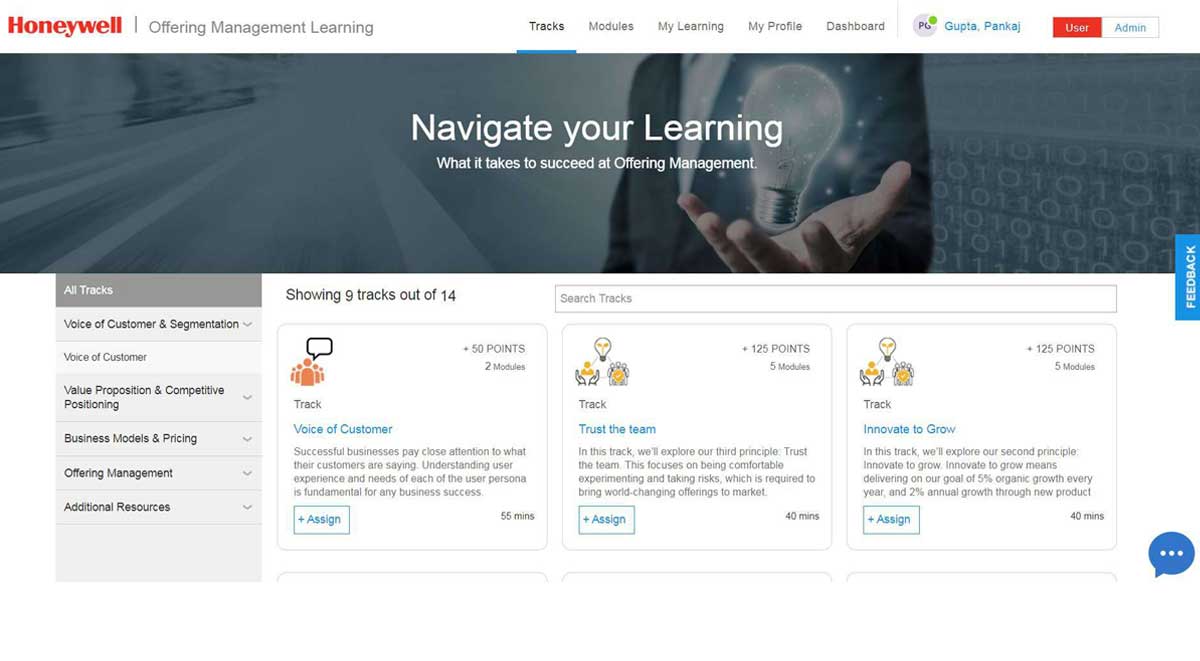 Honeywell | Offering Management Learning
Tracks Modules My Learning My Profile Dashboard PG Gupta, Pankaj User Admin
Navigate your Learning
What it takes to succeed at Offering Management.
FEEDBACK
All Tracks
Voice of Customer & Segmentation
Voice of Customer
Value Proposition & Competitive
Positioning
Business Models & Pricing
Offering Management
Additional Resources
Showing 9 tracks out of 14
Search Tracks
+ 50 POINTS
2 Modules
Track
Voice of Customer
Successful businesses pay close attention to what
their customers are saying. Understanding user
experience and needs of each of the user persona
is fundamental for any business success.
+ Assign
55 mins
+ 125 POINTS
5 Modules
Track
Trust the team
In this track, we'll explore our third principle: Trust
the team. This focuses on being comfortable
experimenting and taking risks, which is required to
bring world-changing offerings to market.
+ Assign
40 mins
+ 125 POINTS
5 Modules
Track
Innovate to Grow
In this track, we'll explore our second principle:
Innovate to grow. Innovate to grow means
delivering on our goal of 5% organic growth every
year, and 2% annual growth through new product
+ Assign
40 mins